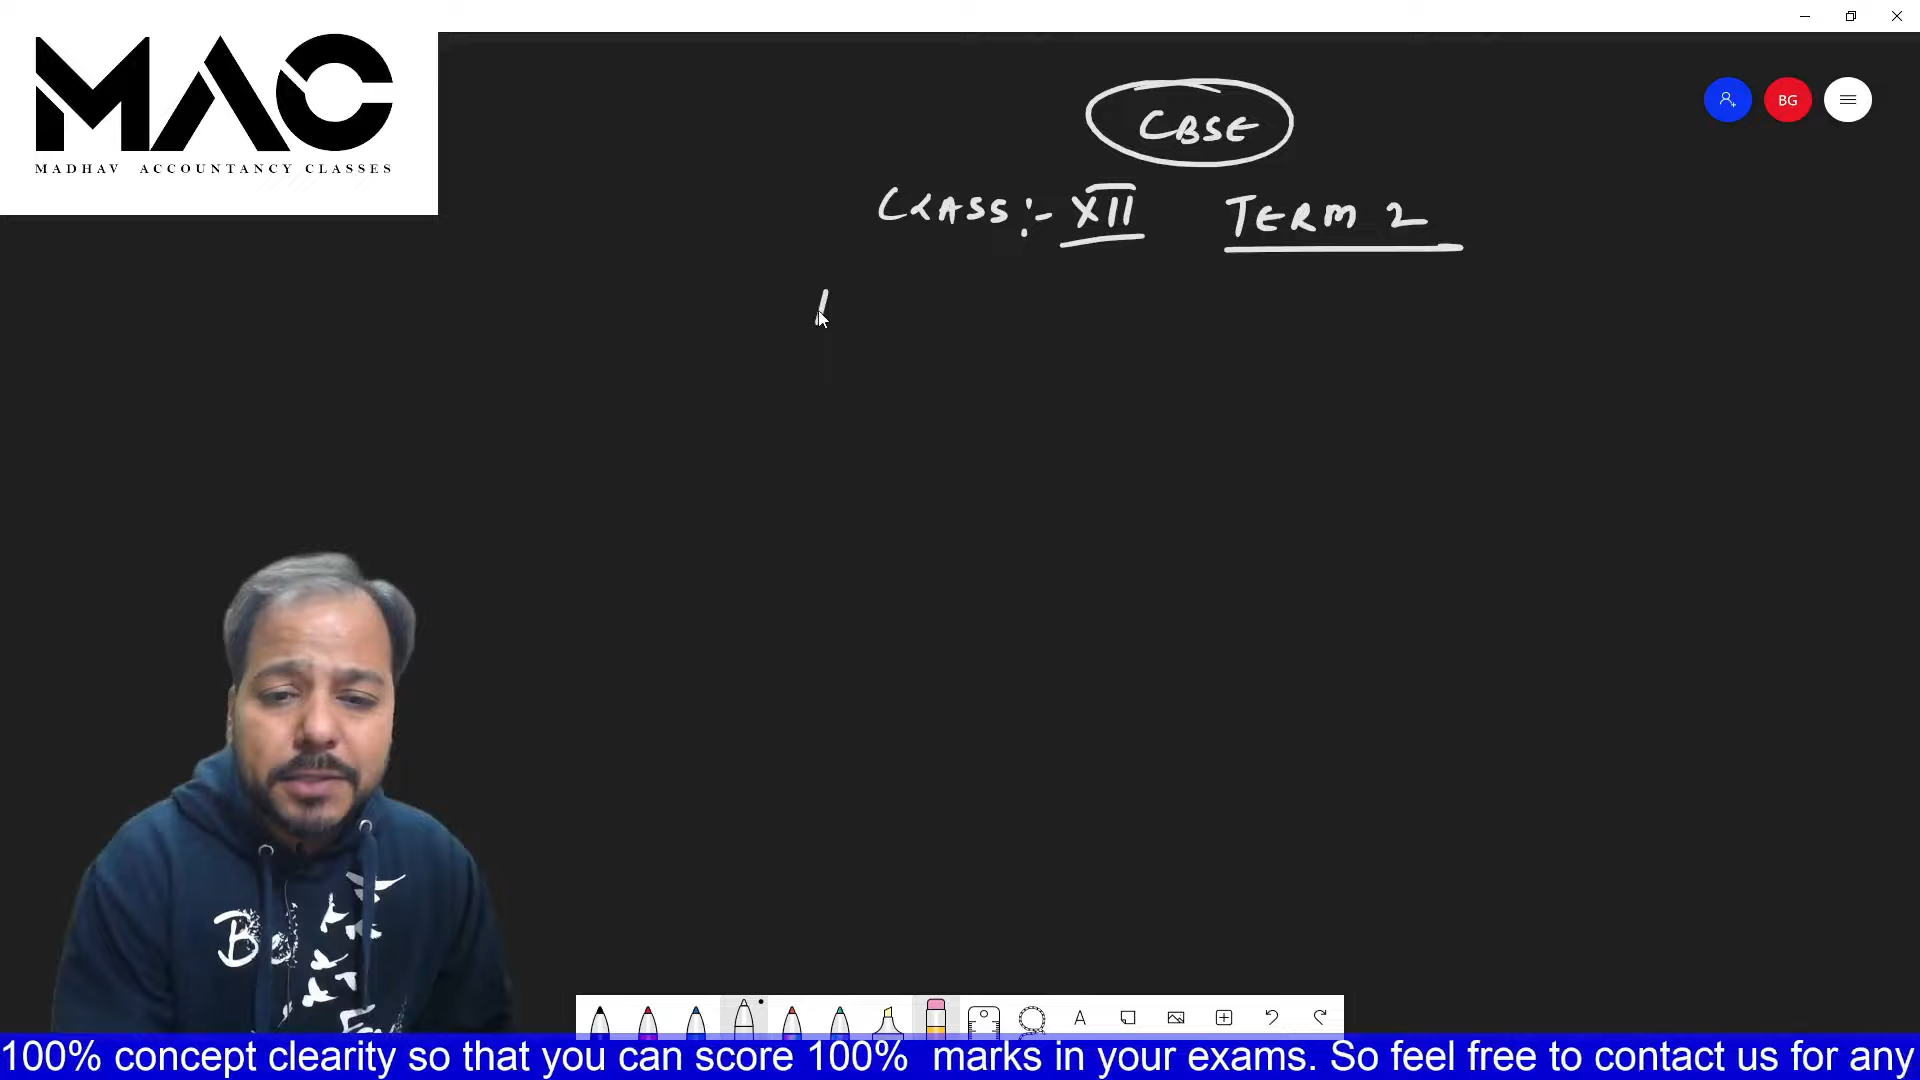 MAC
MADHAV ACCOUNTANCY CLASSES
CBSE
CLASS :- XII TERM 2
BG
Be
A
100% concept clearity so that you can score 100% marks in your exams. So feel free to contact us for any